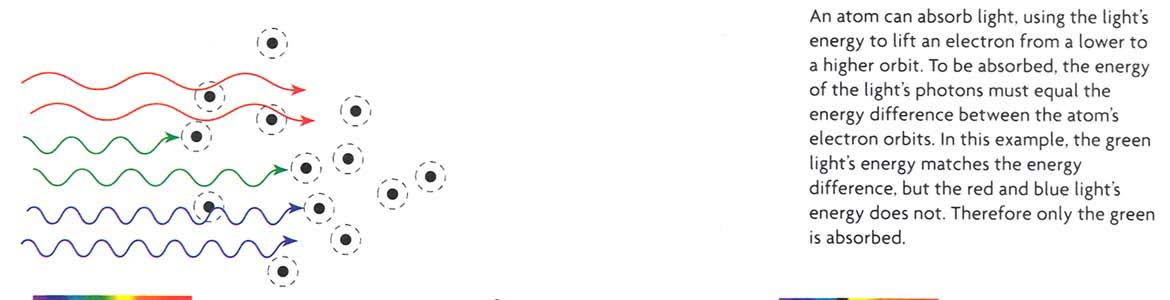 An atom can absorb light, using the light's
energy to lift an electron from a lower to
a higher orbit. To be absorbed, the energy
of the light's photons must equal the
energy difference between the atom's
electron orbits. In this example, the green
light's energy matches the energy
difference, but the red and blue light's
energy does not. Therefore only the green
is absorbed.